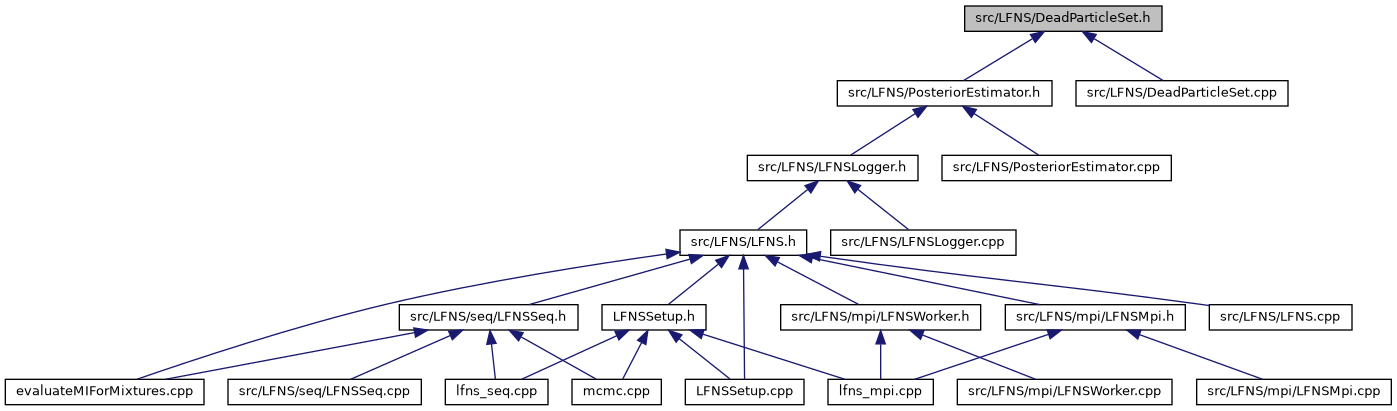 src/LFNS/DeadParticleSet.h
src/LFNS/PosteriorEstimator.h
src/LFNS/DeadParticleSet.cpp
src/LFNS/LFNSLogger.h
src/LFNS/PosteriorEstimator.cpp
src/LFNS/LFNS.h
src/LFNS/LFNSLogger.cpp
src/LFNS/seq/LFNSSeq.h
LFNSSetup.h
src/LFNS/mpi/LFNSWorker.h
src/LFNS/mpi/LFNSMpi.h
src/LFNS/LFNS.cpp
evaluateMIForMixtures.cpp
src/LFNS/seq/LFNSSeq.cpp
lfns_seq.cpp
mcmc.cpp
LFNSSetup.cpp
lfns_mpi.cpp
src/LFNS/mpi/LFNSWorker.cpp
src/LFNS/mpi/LFNSMpi.cpp